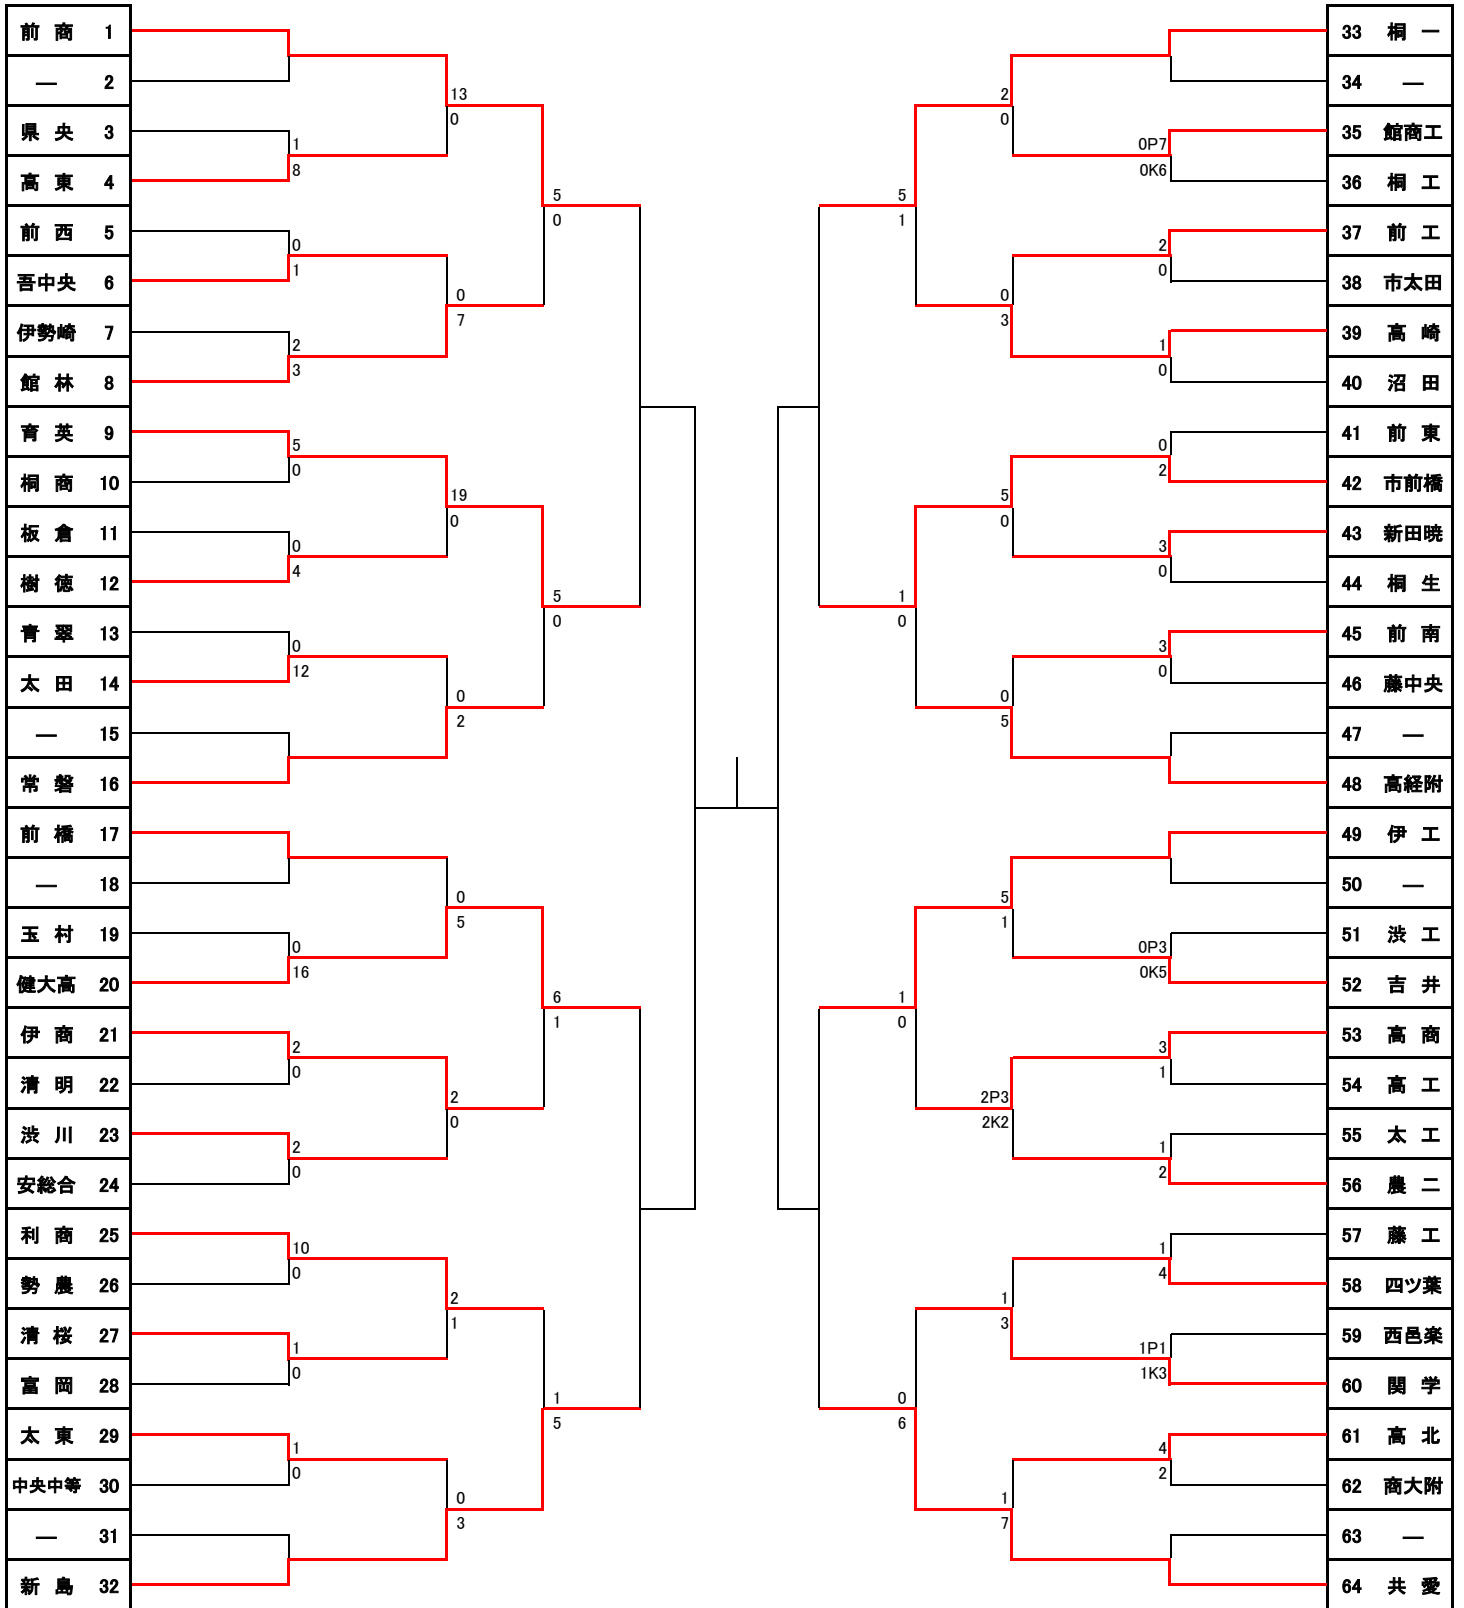 前 商 1
― 2
県 央 3
高 東 4
前 西 5
吾中央 6
伊勢崎 7
館 林 8
育 英 9
桐 商 10
板 倉 11
樹 徳 12
青 翠 13
太 田 14
― 15
常 磐 16
前 橋 17
― 18
玉 村 19
健大高 20
伊 商 21
清 明 22
渋 川 23
安総合 24
利 商 25
勢 農 26
清 桜 27
富 岡 28
太 東 29
中央中等 30
― 31
新 島 32
1
8
0
1
2
3
5
0
0
4
0
12
0
16
2
0
2
0
10
0
1
0
1
0
13
0
0
7
19
0
0
2
0
5
2
0
2
1
0
3
5
0
5
0
6
1
1
5
5
1
1
0
1
0
0
6
2
0
0
3
5
0
0
5
5
1
2P3
2K2
1
3
1
7
0P7
0K6
2
0
1
0
0
2
3
0
3
0
0P3
0K5
3
1
1
2
1
4
1P1
1K3
4
2
33 桐 一
34 ―
35 館商工
36 桐 工
37 前 工
38 市太田
39 高 崎
40 沼 田
41 前 東
42 市前橋
43 新田暁
44 桐 生
45 前 南
46 藤中央
47 ―
48 高経附
49 伊 工
50 ―
51 渋 工
52 吉 井
53 高 商
54 高 工
55 太 工
56 農 二
57 藤 工
58 四ツ葉
59 西邑楽
60 関 学
61 高 北
62 商大附
63 ―
64 共 愛